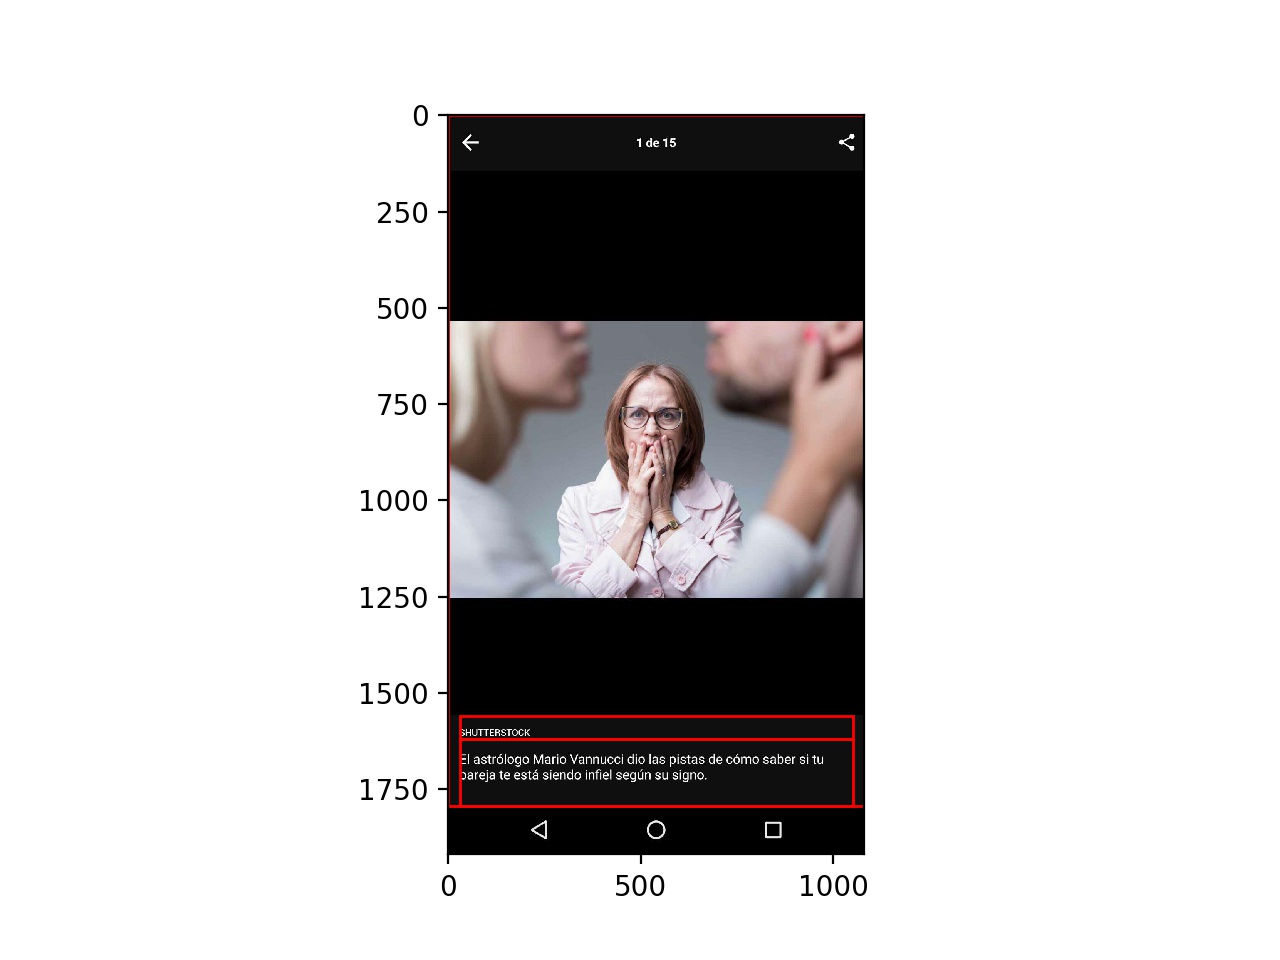 0
250
500
750
1000
1250
1500
1750
0
500
1000
1 de 15
SHUTTERSTOCK
El astrólogo Mario Vannucci dio las pistas de cómo saber si tu
pareja te está siendo infiel según su signo.